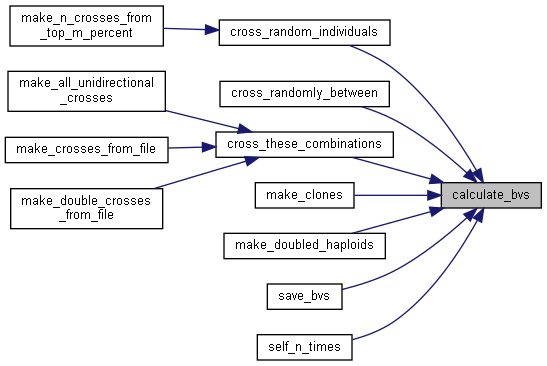 make_n_crosses_from
_top_m_percent
cross_random_individuals
make_all_unidirectional
_crosses
cross_randomly_between
make_crosses_from_file
cross_these_combinations
make_double_crosses
_from_file
make_clones
calculate_bvs
make_doubled_haploids
save_bvs
self_n_times